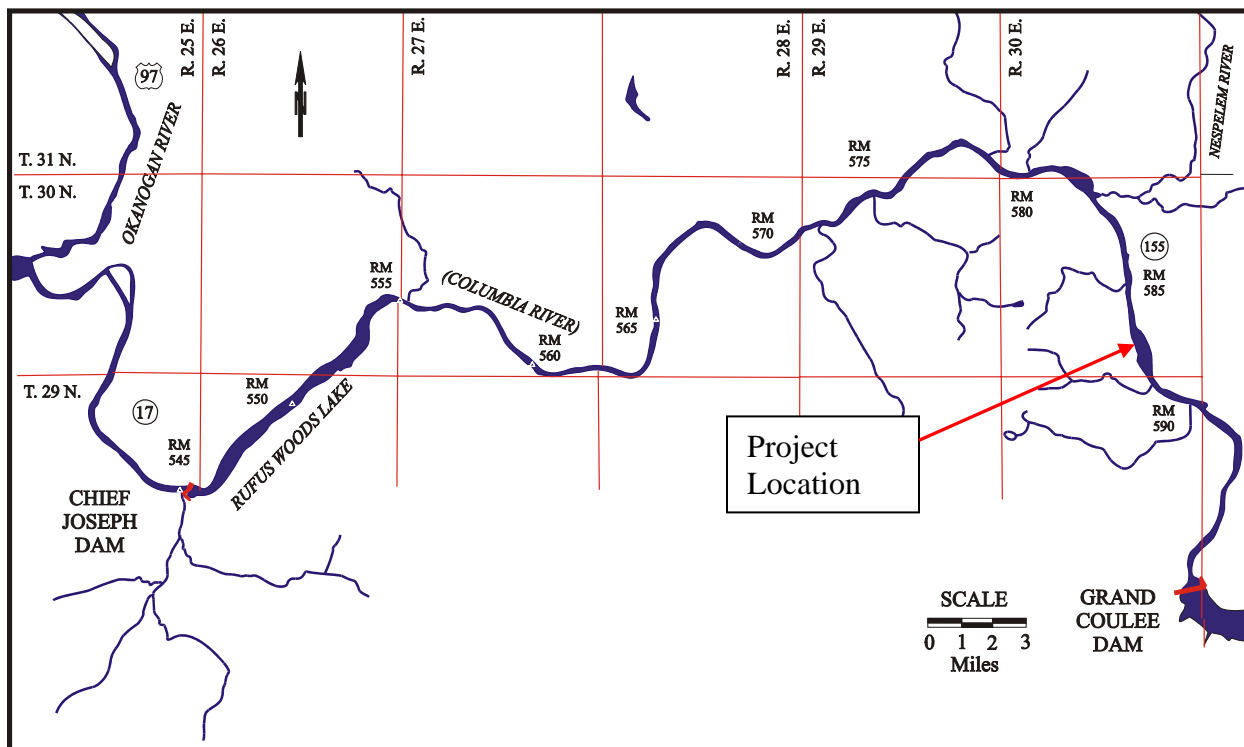 R. 25 E.
R. 26 E.
R. 27 E.
R. 28 E.
R. 29 E.
R. 30 E.
97
N
NESPELEM RIVER
OKANOGAN RIVER
T. 31 N.
T. 30 N.
RM
575
RM
580
RM
570
155
RM
585
RM
555
(COLUMBIA RIVER)
RM
565
RM
560
T. 29 N.
RM
550
17
RUFUS WOODS LAKE
RM
590
RM
545
Project
Location
CHIEF
JOSEPH
DAM
SCALE
0 1 2 3
Miles
GRAND
COULEE
DAM